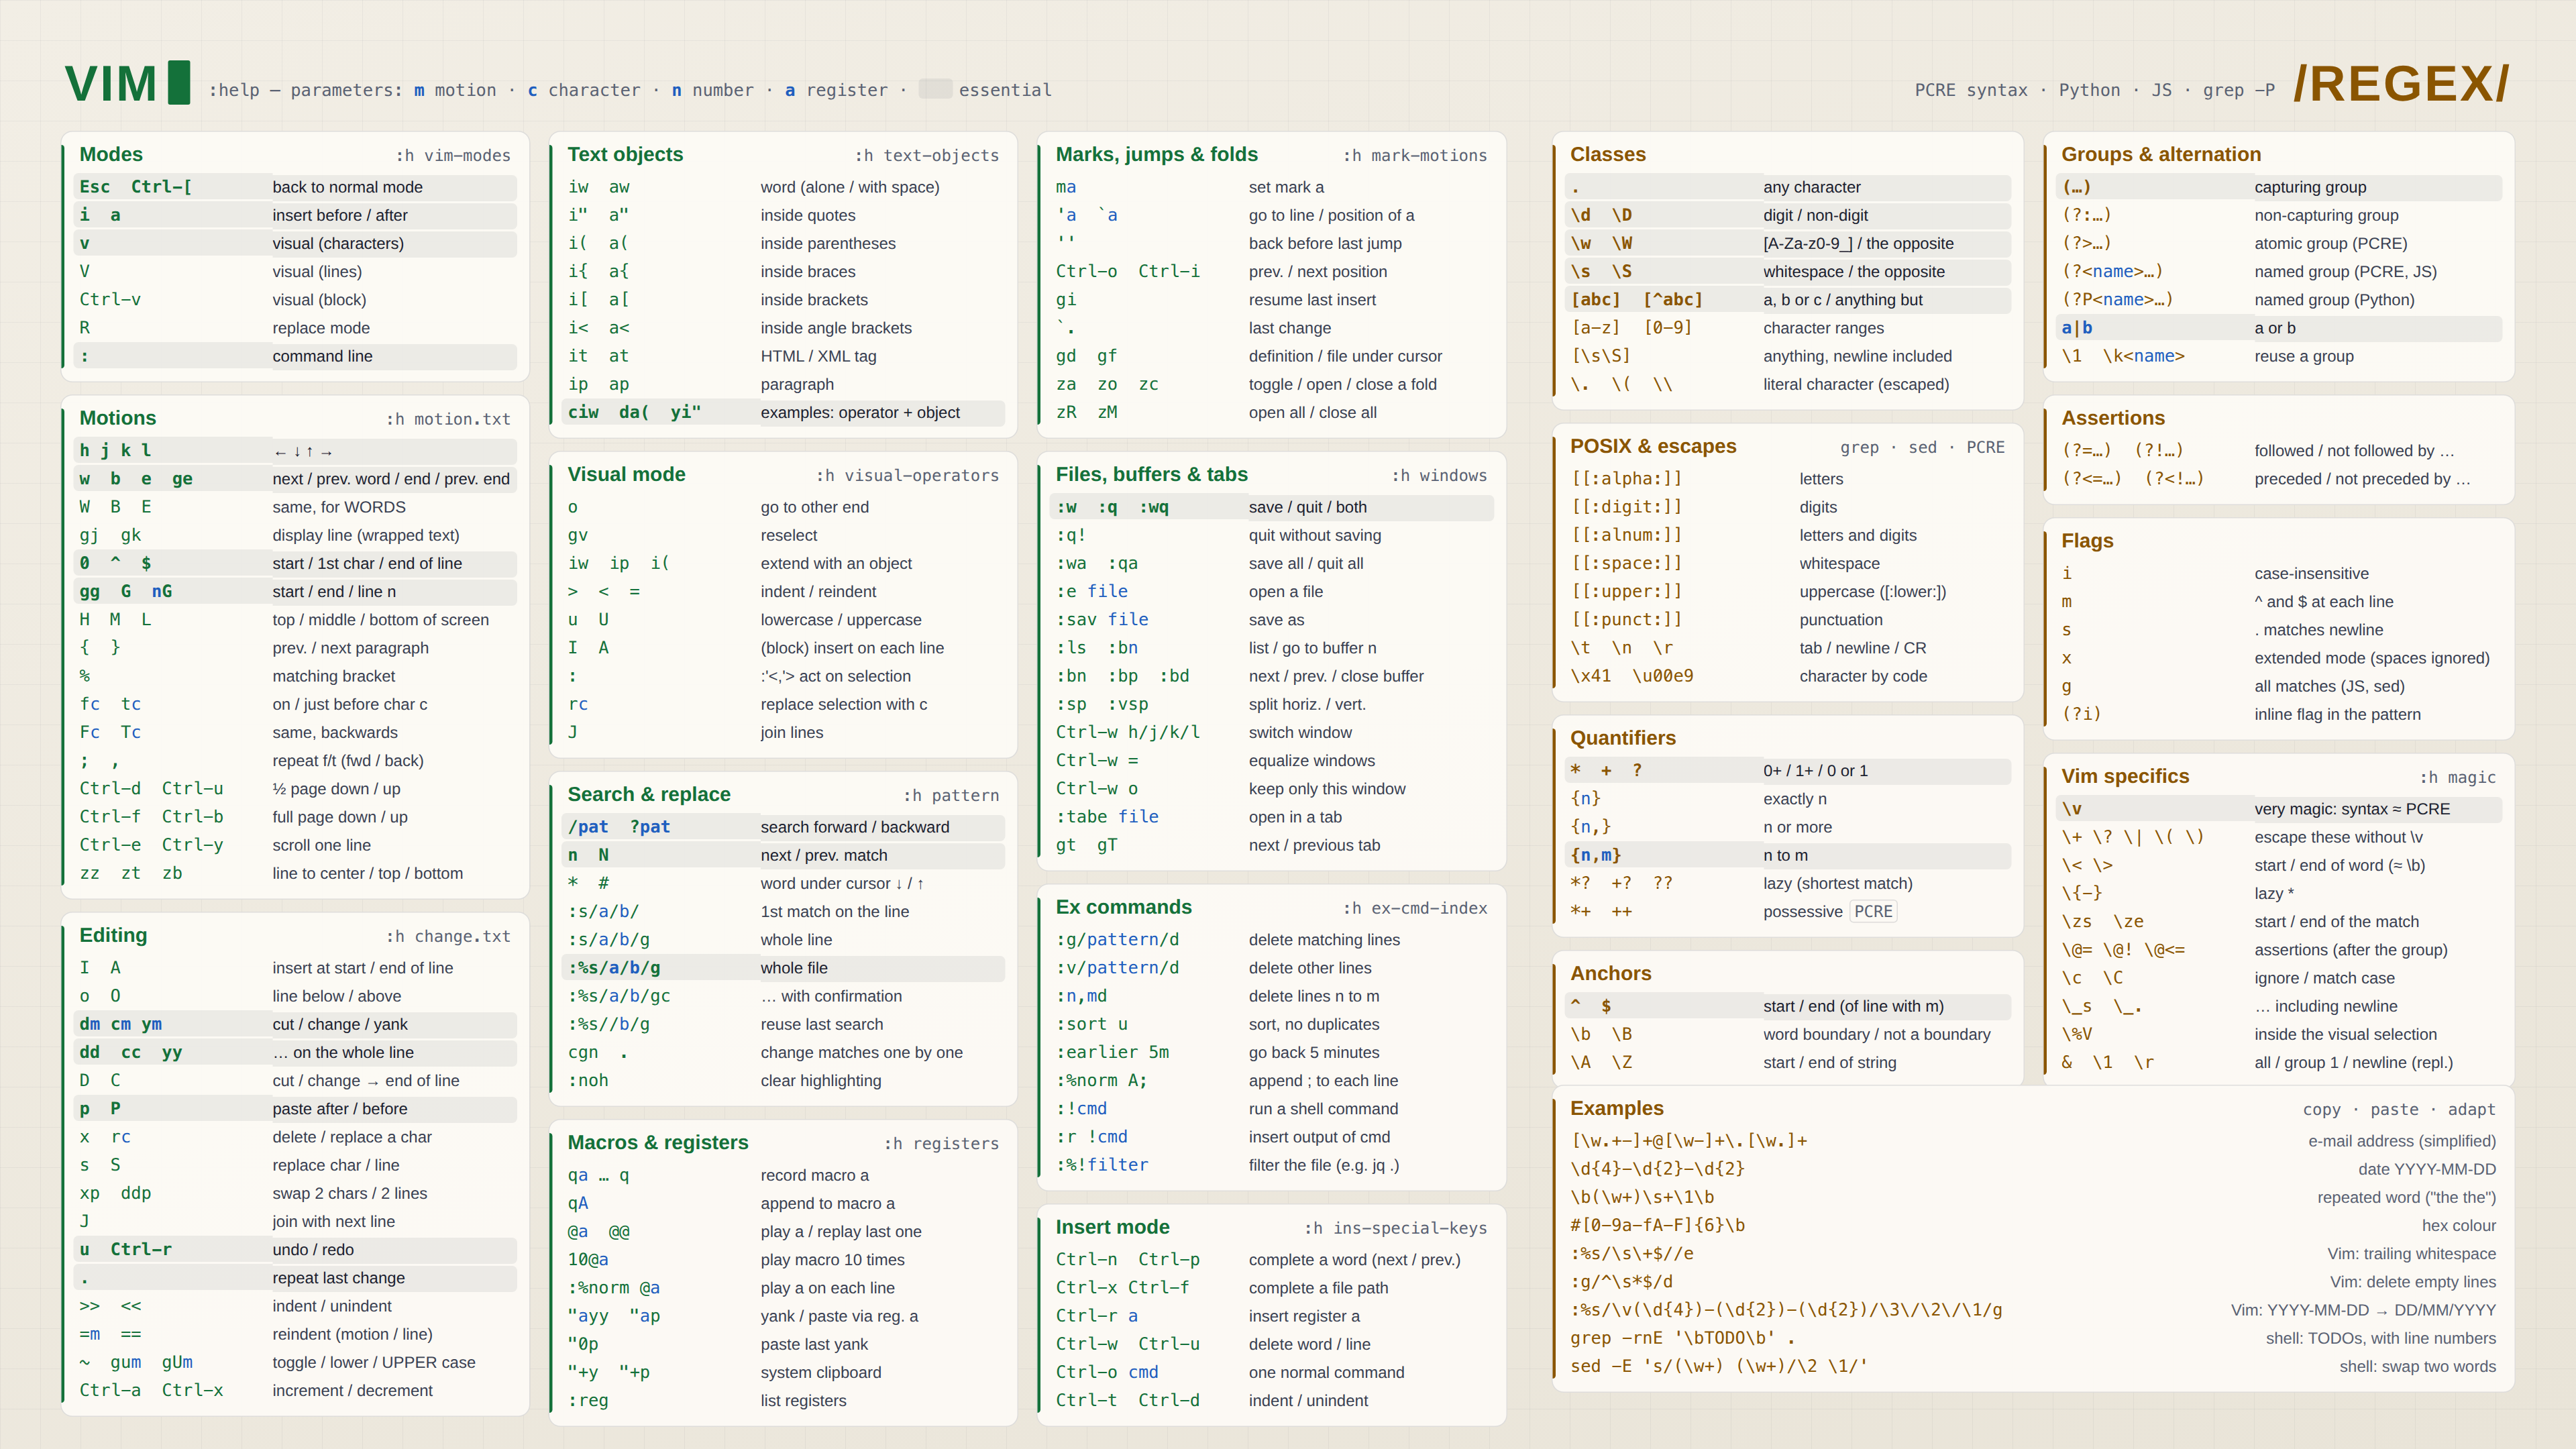 VIM
:help – parameters: m motion · c character · n number · a register · essential
PCRE syntax · Python · JS · grep -P /REGEX/
Modes :h vim-modes
Esc Ctrl-[ back to normal mode
i a insert before / after
v visual (characters)
V visual (lines)
Ctrl-v visual (block)
R replace mode
: command line
Motions :h motion.txt
h j k l ← ↓ ↑ →
w b e ge next / prev. word / end / prev. end
W B E same, for WORDS
gj gk display line (wrapped text)
0 ^ $ start / 1st char / end of line
gg G nG start / end / line n
H M L top / middle / bottom of screen
{ } prev. / next paragraph
% matching bracket
fc tc on / just before char c
Fc Tc same, backwards
; , repeat f/t (fwd / back)
Ctrl-d Ctrl-u ½ page down / up
Ctrl-f Ctrl-b full page down / up
Ctrl-e Ctrl-y scroll one line
zz zt zb line to center / top / bottom
Editing :h change.txt
I A insert at start / end of line
o O line below / above
dm cm ym cut / change / yank
dd cc yy … on the whole line
D C cut / change → end of line
p P paste after / before
x rc delete / replace a char
s S replace char / line
xp ddp swap 2 chars / 2 lines
J join with next line
u Ctrl-r undo / redo
. repeat last change
>> << indent / unindent
=m == reindent (motion / line)
~ gum gUm toggle / lower / UPPER case
Ctrl-a Ctrl-x increment / decrement
Text objects :h text-objects
iw aw word (alone / with space)
i" a" inside quotes
i( a( inside parentheses
i{ a{ inside braces
i[ a[ inside brackets
i< a< inside angle brackets
it at HTML / XML tag
ip ap paragraph
ciw da( yi" examples: operator + object
Visual mode :h visual-operators
o go to other end
gv reselect
iw ip i( extend with an object
> < = indent / reindent
u U lowercase / uppercase
I A (block) insert on each line
: :'<,'> act on selection
rc replace selection with c
J join lines
Search & replace :h pattern
/pat ?pat search forward / backward
n N next / prev. match
* # word under cursor ↓ / ↑
:s/a/b/ 1st match on the line
:s/a/b/g whole line
:%s/a/b/g whole file
:%s/a/b/gc … with confirmation
:%s//b/g reuse last search
cgn . change matches one by one
:noh clear highlighting
Macros & registers :h registers
qa … q record macro a
qA append to macro a
@a @@ play a / replay last one
10@a play macro 10 times
:%norm @a play a on each line
"ayy "ap yank / paste via reg. a
"0p paste last yank
"+y "+p system clipboard
:reg list registers
Marks, jumps & folds :h mark-motions
ma set mark a
'a `a go to line / position of a
'' back before last jump
Ctrl-o Ctrl-i prev. / next position
gi resume last insert
`. last change
gd gf definition / file under cursor
za zo zc toggle / open / close a fold
zR zM open all / close all
Files, buffers & tabs :h windows
:w :q :wq save / quit / both
:q! quit without saving
:wa :qa save all / quit all
:e file open a file
:sav file save as
:ls :bn list / go to buffer n
:bn :bp :bd next / prev. / close buffer
:sp :vsp split horiz. / vert.
Ctrl-w h/j/k/l switch window
Ctrl-w = equalize windows
Ctrl-w o keep only this window
:tabe file open in a tab
gt gT next / previous tab
Ex commands :h ex-cmd-index
:g/pattern/d delete matching lines
:v/pattern/d delete other lines
:n,md delete lines n to m
:sort u sort, no duplicates
:earlier 5m go back 5 minutes
:%norm A; append ; to each line
:!cmd run a shell command
:r !cmd insert output of cmd
:%!filter filter the file (e.g. jq .)
Insert mode :h ins-special-keys
Ctrl-n Ctrl-p complete a word (next / prev.)
Ctrl-x Ctrl-f complete a file path
Ctrl-r a insert register a
Ctrl-w Ctrl-u delete word / line
Ctrl-o cmd one normal command
Ctrl-t Ctrl-d indent / unindent
Classes
. any character
\d \D digit / non-digit
\w \W [A-Za-z0-9_] / the opposite
\s \S whitespace / the opposite
[abc] [^abc] a, b or c / anything but
[a-z] [0-9] character ranges
[\s\S] anything, newline included
\. \( \\ literal character (escaped)
POSIX & escapes grep · sed · PCRE
[[:alpha:]] letters
[[:digit:]] digits
[[:alnum:]] letters and digits
[[:space:]] whitespace
[[:upper:]] uppercase ([:lower:])
[[:punct:]] punctuation
\t \n \r tab / newline / CR
\x41 \u00e9 character by code
Quantifiers
* + ? 0+ / 1+ / 0 or 1
{n} exactly n
{n,} n or more
{n,m} n to m
*? +? ?? lazy (shortest match)
*+ ++ possessive PCRE
Anchors
^ $ start / end (of line with m)
\b \B word boundary / not a boundary
\A \Z start / end of string
Groups & alternation
(…) capturing group
(?:…) non-capturing group
(?>…) atomic group (PCRE)
(?<name>…) named group (PCRE, JS)
(?P<name>…) named group (Python)
a|b a or b
\1 \k<name> reuse a group
Assertions
(?=…) (?!…) followed / not followed by …
(?<=…) (?<!…) preceded / not preceded by …
Flags
i case-insensitive
m ^ and $ at each line
s . matches newline
x extended mode (spaces ignored)
g all matches (JS, sed)
(?i) inline flag in the pattern
Vim specifics :h magic
\v very magic: syntax ≈ PCRE
\+ \? \| \( \) escape these without \v
\< \> start / end of word (≈ \b)
\{-} lazy *
\zs \ze start / end of the match
\@= \@! \@<= assertions (after the group)
\c \C ignore / match case
\_s \_. … including newline
\%V inside the visual selection
& \1 \r all / group 1 / newline (repl.)
Examples copy · paste · adapt
[\w.+-]+@[\w-]+\.[\w.]+ e-mail address (simplified)
\d{4}-\d{2}-\d{2} date YYYY-MM-DD
\b(\w+)\s+\1\b repeated word ("the the")
#[0-9a-fA-F]{6}\b hex colour
:%s/\s\+$//e Vim: trailing whitespace
:g/^\s*$/d Vim: delete empty lines
:%s/\v(\d{4})-(\d{2})-(\d{2})/\3\/\2\/\1/g Vim: YYYY-MM-DD → DD/MM/YYYY
grep -rnE '\bTODO\b' . shell: TODOs, with line numbers
sed -E 's/(\w+) (\w+)/\2 \1/' shell: swap two words